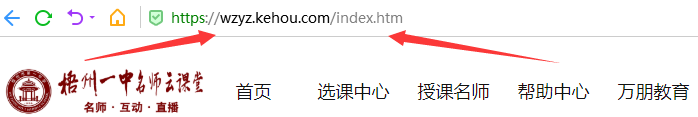 https://wzyz.kehou.com/index.htm
梧州一中名师云课堂
名师·互动·直播
首页 选课中心 授课名师 帮助中心 万朋教育